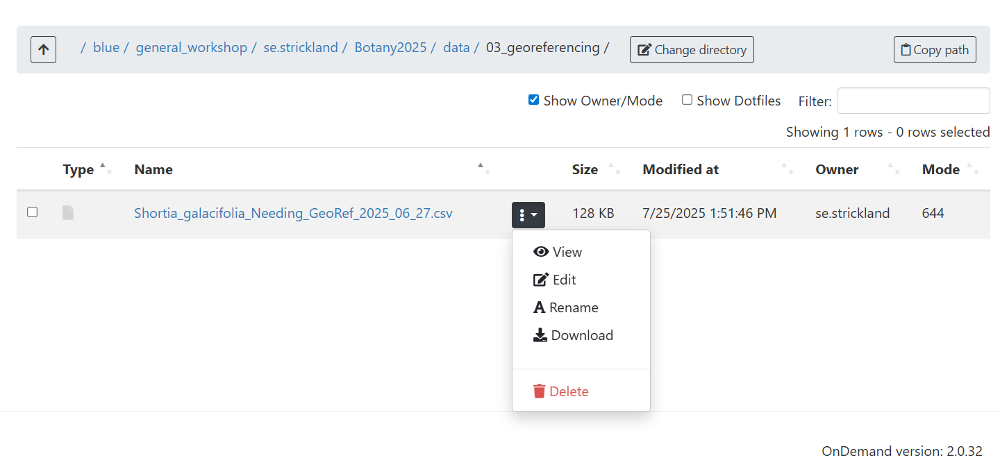 / blue / general_workshop / se.strickland / Botany2025 / data / 03_georeferencing / Change directory Copy path
Show Owner/Mode Show Dotfiles Filter:
Showing 1 rows - 0 rows selected
Type Name Size Modified at Owner Mode
Shortia_galacifolia_Needing_GeoRef_2025_06_27.csv 128 KB 7/25/2025 1:51:46 PM se.strickland 644
View
Edit
Rename
Download
Delete
OnDemand version: 2.0.32